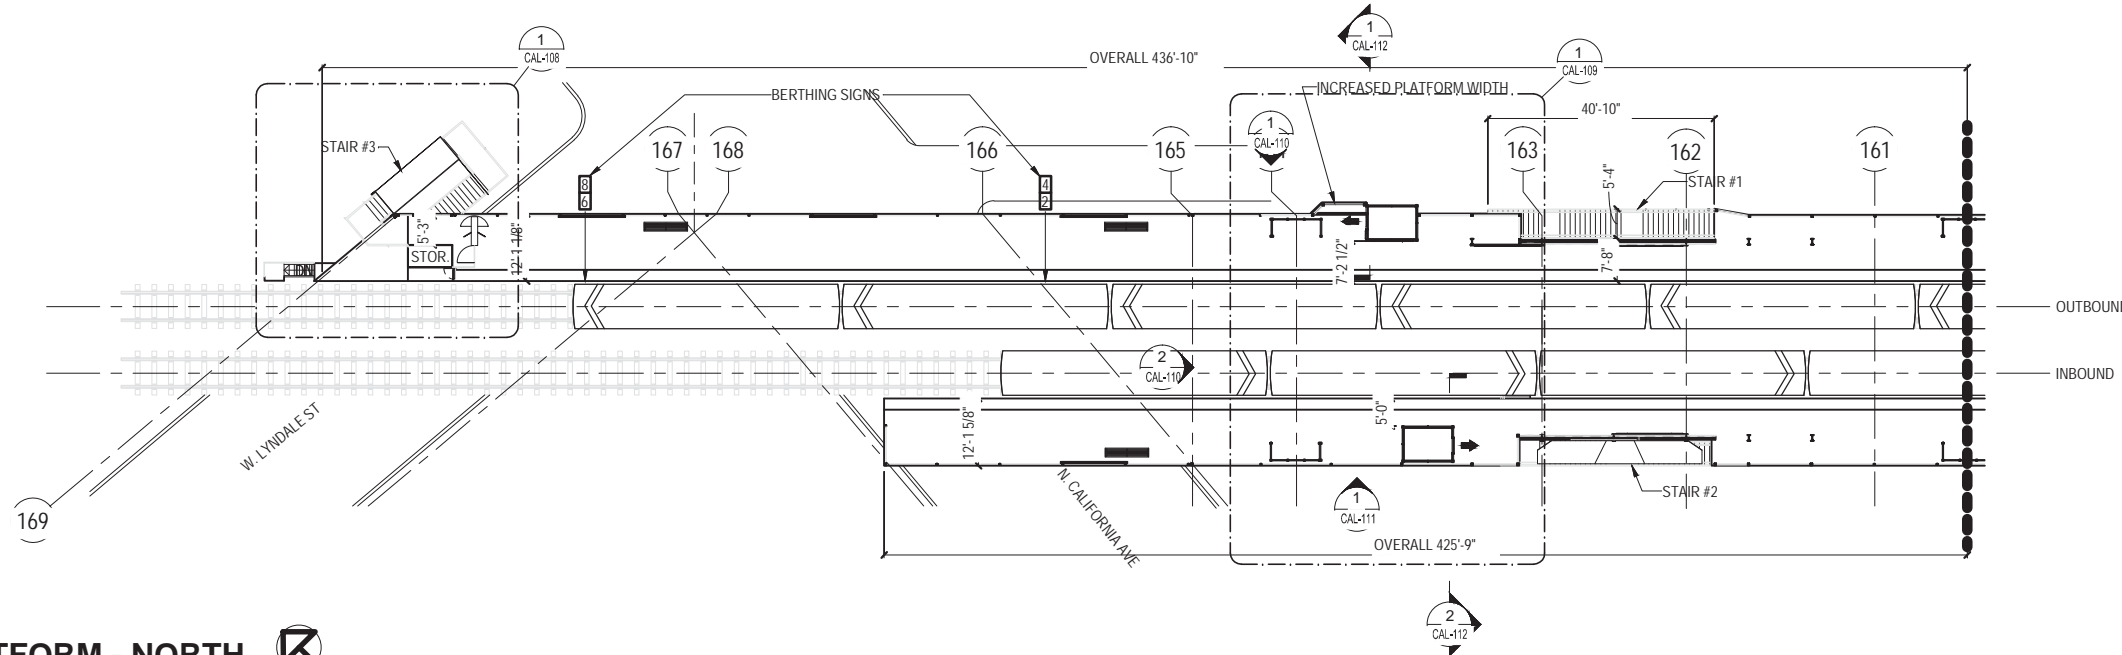 1
CAL-108
OVERALL 436'-10"
1
CAL-112
1
CAL-109
BERTHING SIGNS
INCREASED PLATFORM WIDTH
40'-10"
STAIR #3
167
168
166
165
1
CAL-110
163
162
161
8
6
4
2
5'-4"
STAIR #1
5'-3"
STOR.
12'-1 1/8"
7'-2 1/2"
7'-8"
DN
OUTBOUND
2
CAL-110
INBOUND
W. LYNDALE ST
12'-1 5/8"
5'-0"
N. CALIFORNIA AVE
1
CAL-111
STAIR #2
169
OVERALL 425'-9"
2
CAL-112
TFORM - NORTH